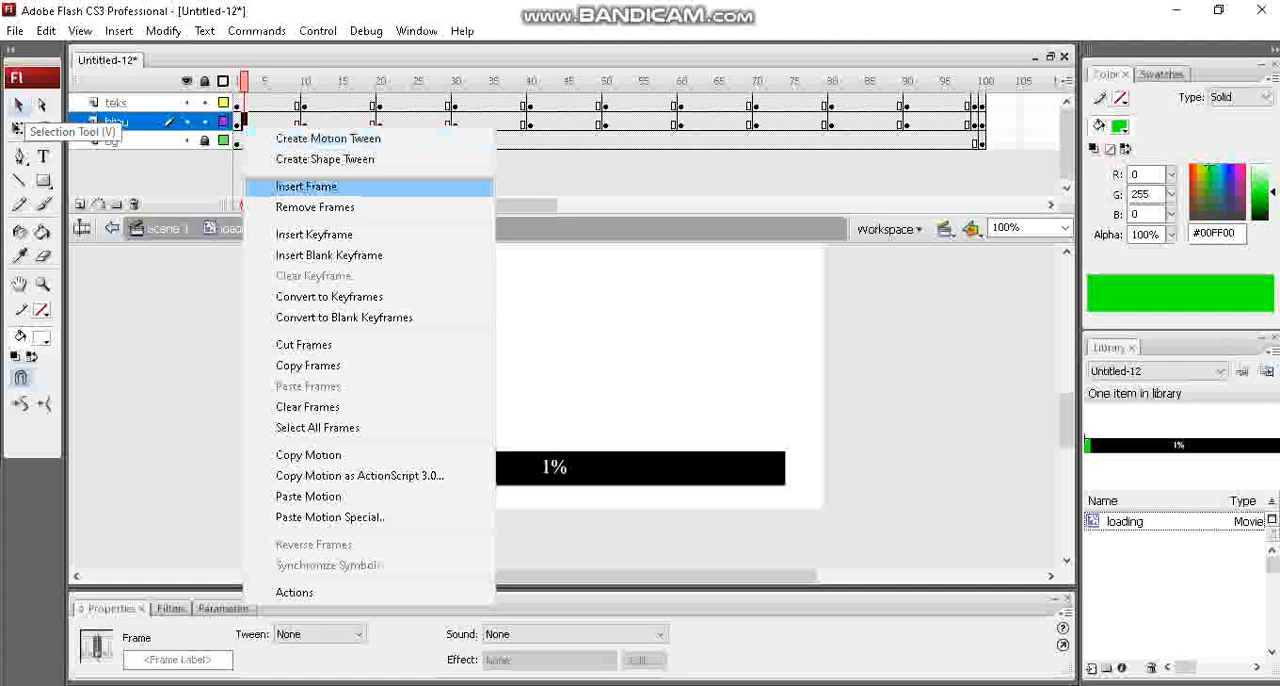 Adobe Flash CS3 Professional - [Untitled-12*]
www.BANDICAM.com
File Edit View Insert Modify Text Commands Control Debug Window Help
Untitled-12*
Fl
5 10 15 20 25 30 35 40 45 50 55 60 65 70 75 80 85 90 95 100 105
teks
Selection Tool (V)
Create Motion Tween
Create Shape Tween
Insert Frame
Remove Frames
Insert Keyframe
Insert Blank Keyframe
Clear Keyframe
Convert to Keyframes
Convert to Blank Keyframes
Cut Frames
Copy Frames
Paste Frames
Clear Frames
Select All Frames
Copy Motion
Copy Motion as ActionScript 3.0...
Paste Motion
Paste Motion Special..
Reverse Frames
Synchronize Symbols
Actions
Workspace 100%
1%
Color Swatches
Type: Solid
R: 0
G: 255
B: 0
Alpha: 100% #00FF00
Library
Untitled-12
One item in library
1%
Name Type
loading Movie
Properties Filters Parameters
Frame Tween: None Sound: None
<Frame Label> Effect: None